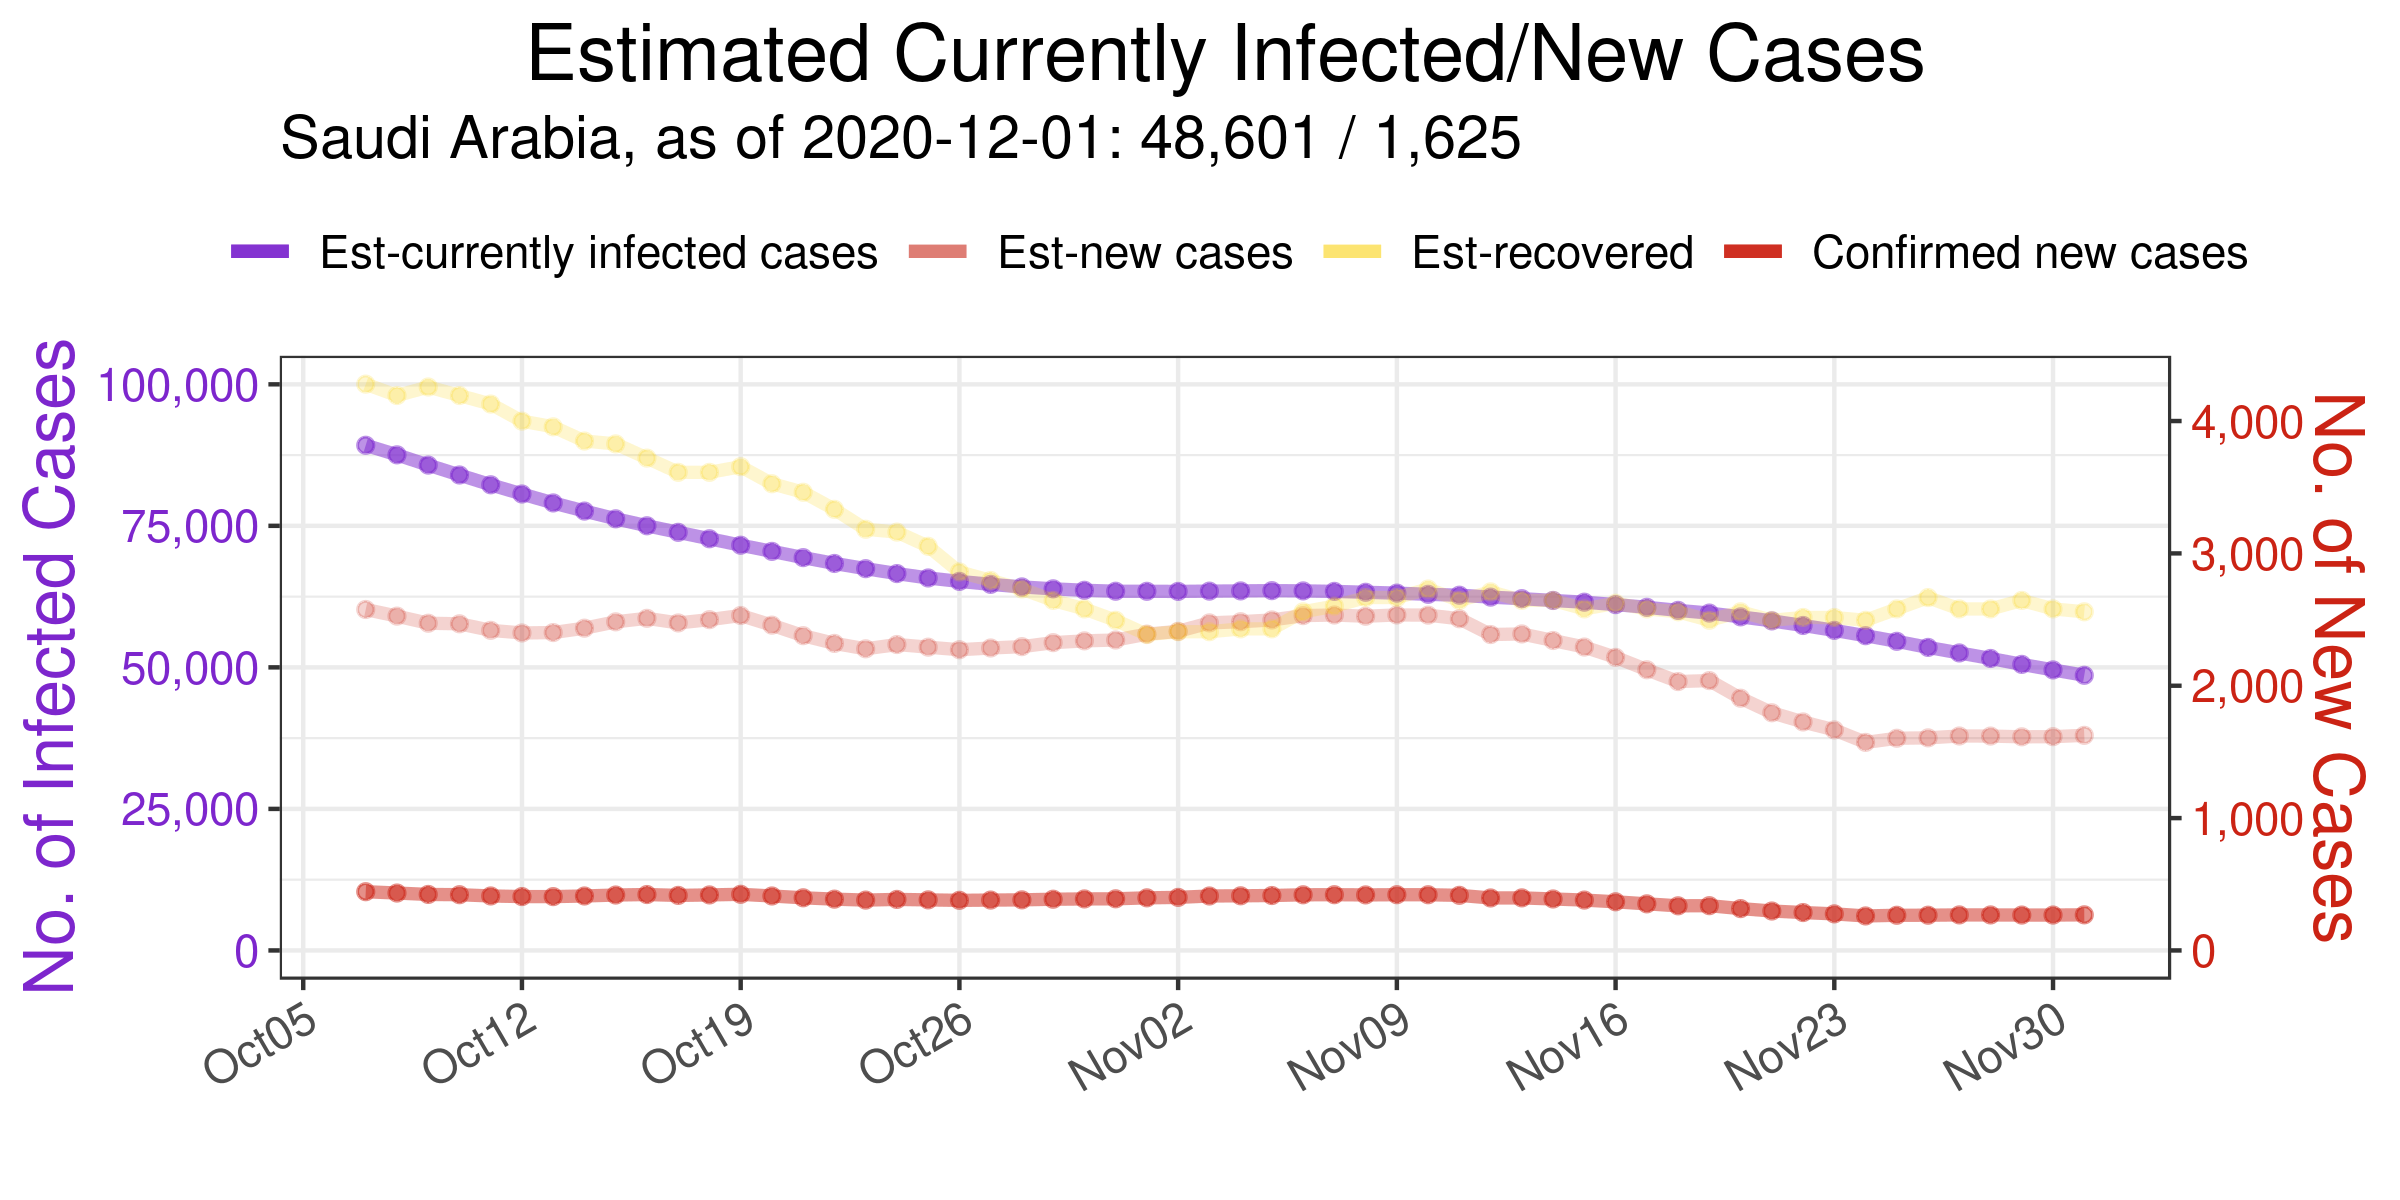 Estimated Currently Infected/New Cases
Saudi Arabia, as of 2020-12-01: 48,601 / 1,625
Est-currently infected cases Est-new cases Est-recovered Confirmed new cases
No. of Infected Cases
100,000
75,000
50,000
25,000
0
4,000
3,000
2,000
1,000
0
No. of New Cases
Oct05 Oct12 Oct19 Oct26 Nov02 Nov09 Nov16 Nov23 Nov30